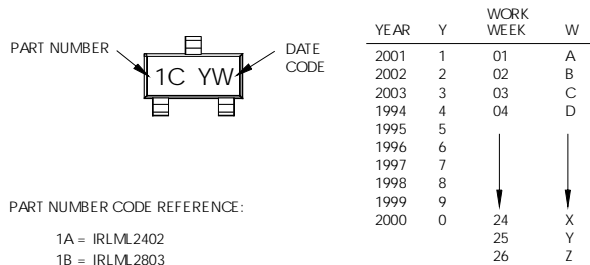 PART NUMBER
DATE CODE
1C YW
YEAR Y WORK WEEK W
2001 1 01 A
2002 2 02 B
2003 3 03 C
1994 4 04 D
1995 5
1996 6
1997 7
1998 8
1999 9
2000 0 24 X
25 Y
26 Z
PART NUMBER CODE REFERENCE:
1A = IRLML2402
1B = IRLML2803